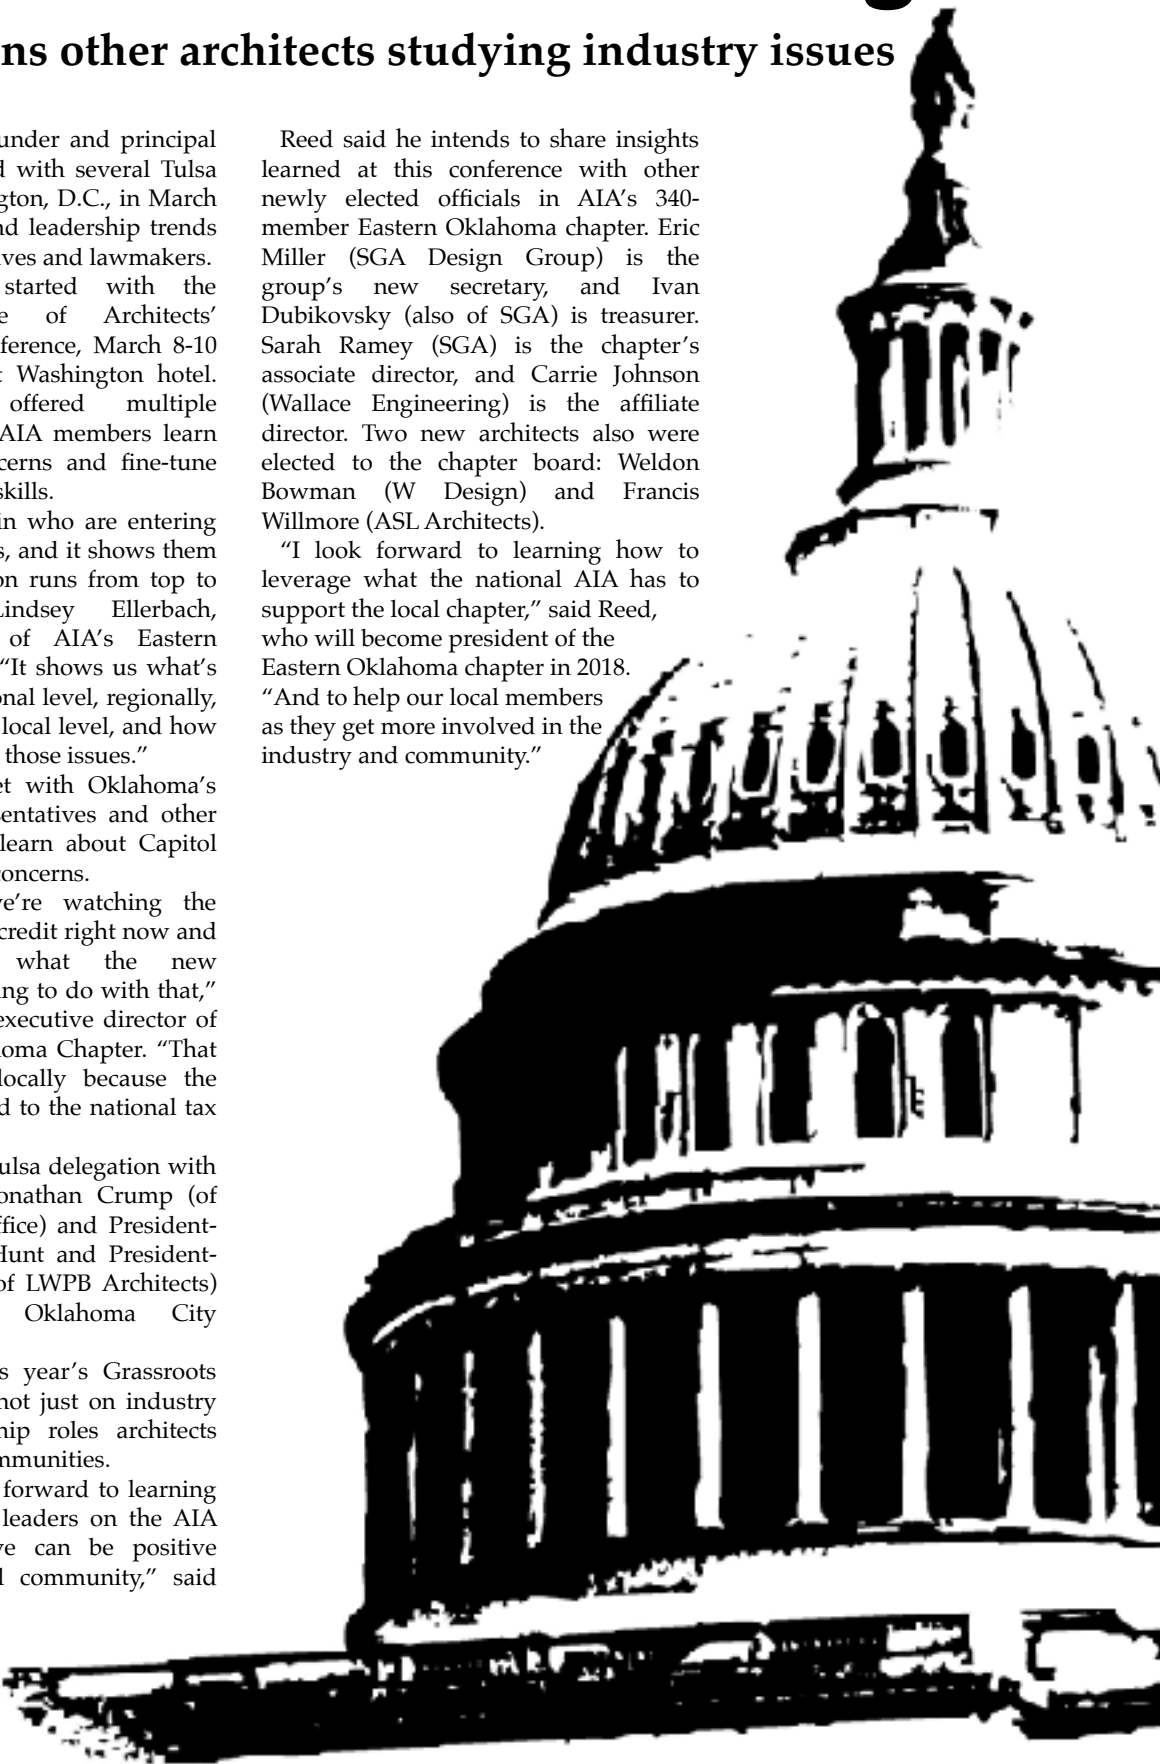 ns other architects studying industry issues
under and principal
d with several Tulsa
gton, D.C., in March
nd leadership trends
ves and lawmakers.
started with the
e of Architects’
ference, March 8-10
t Washington hotel.
offered multiple
AIA members learn
cerns and fine-tune
skills.
in who are entering
s, and it shows them
on runs from top to
Lindsey Ellerbach,
of AIA’s Eastern
“It shows us what’s
onal level, regionally,
local level, and how
those issues.”
et with Oklahoma’s
sentatives and other
learn about Capitol
concerns.
ve’re watching the
credit right now and
what the new
ng to do with that,”
executive director of
homa Chapter. “That
locally because the
d to the national tax
ulsa delegation with
onathan Crump (of
ffice) and President-
Hunt and President-
of LWPB Architects)
Oklahoma City
s year’s Grassroots
not just on industry
hip roles architects
mmunities.
forward to learning
leaders on the AIA
ve can be positive
l community,” said
Reed said he intends to share insights
learned at this conference with other
newly elected officials in AIA’s 340-
member Eastern Oklahoma chapter. Eric
Miller (SGA Design Group) is the
group’s new secretary, and Ivan
Dubikovsky (also of SGA) is treasurer.
Sarah Ramey (SGA) is the chapter’s
associate director, and Carrie Johnson
(Wallace Engineering) is the affiliate
director. Two new architects also were
elected to the chapter board: Weldon
Bowman (W Design) and Francis
Willmore (ASL Architects).
“I look forward to learning how to
leverage what the national AIA has to
support the local chapter,” said Reed,
who will become president of the
Eastern Oklahoma chapter in 2018.
“And to help our local members
as they get more involved in the
industry and community.”